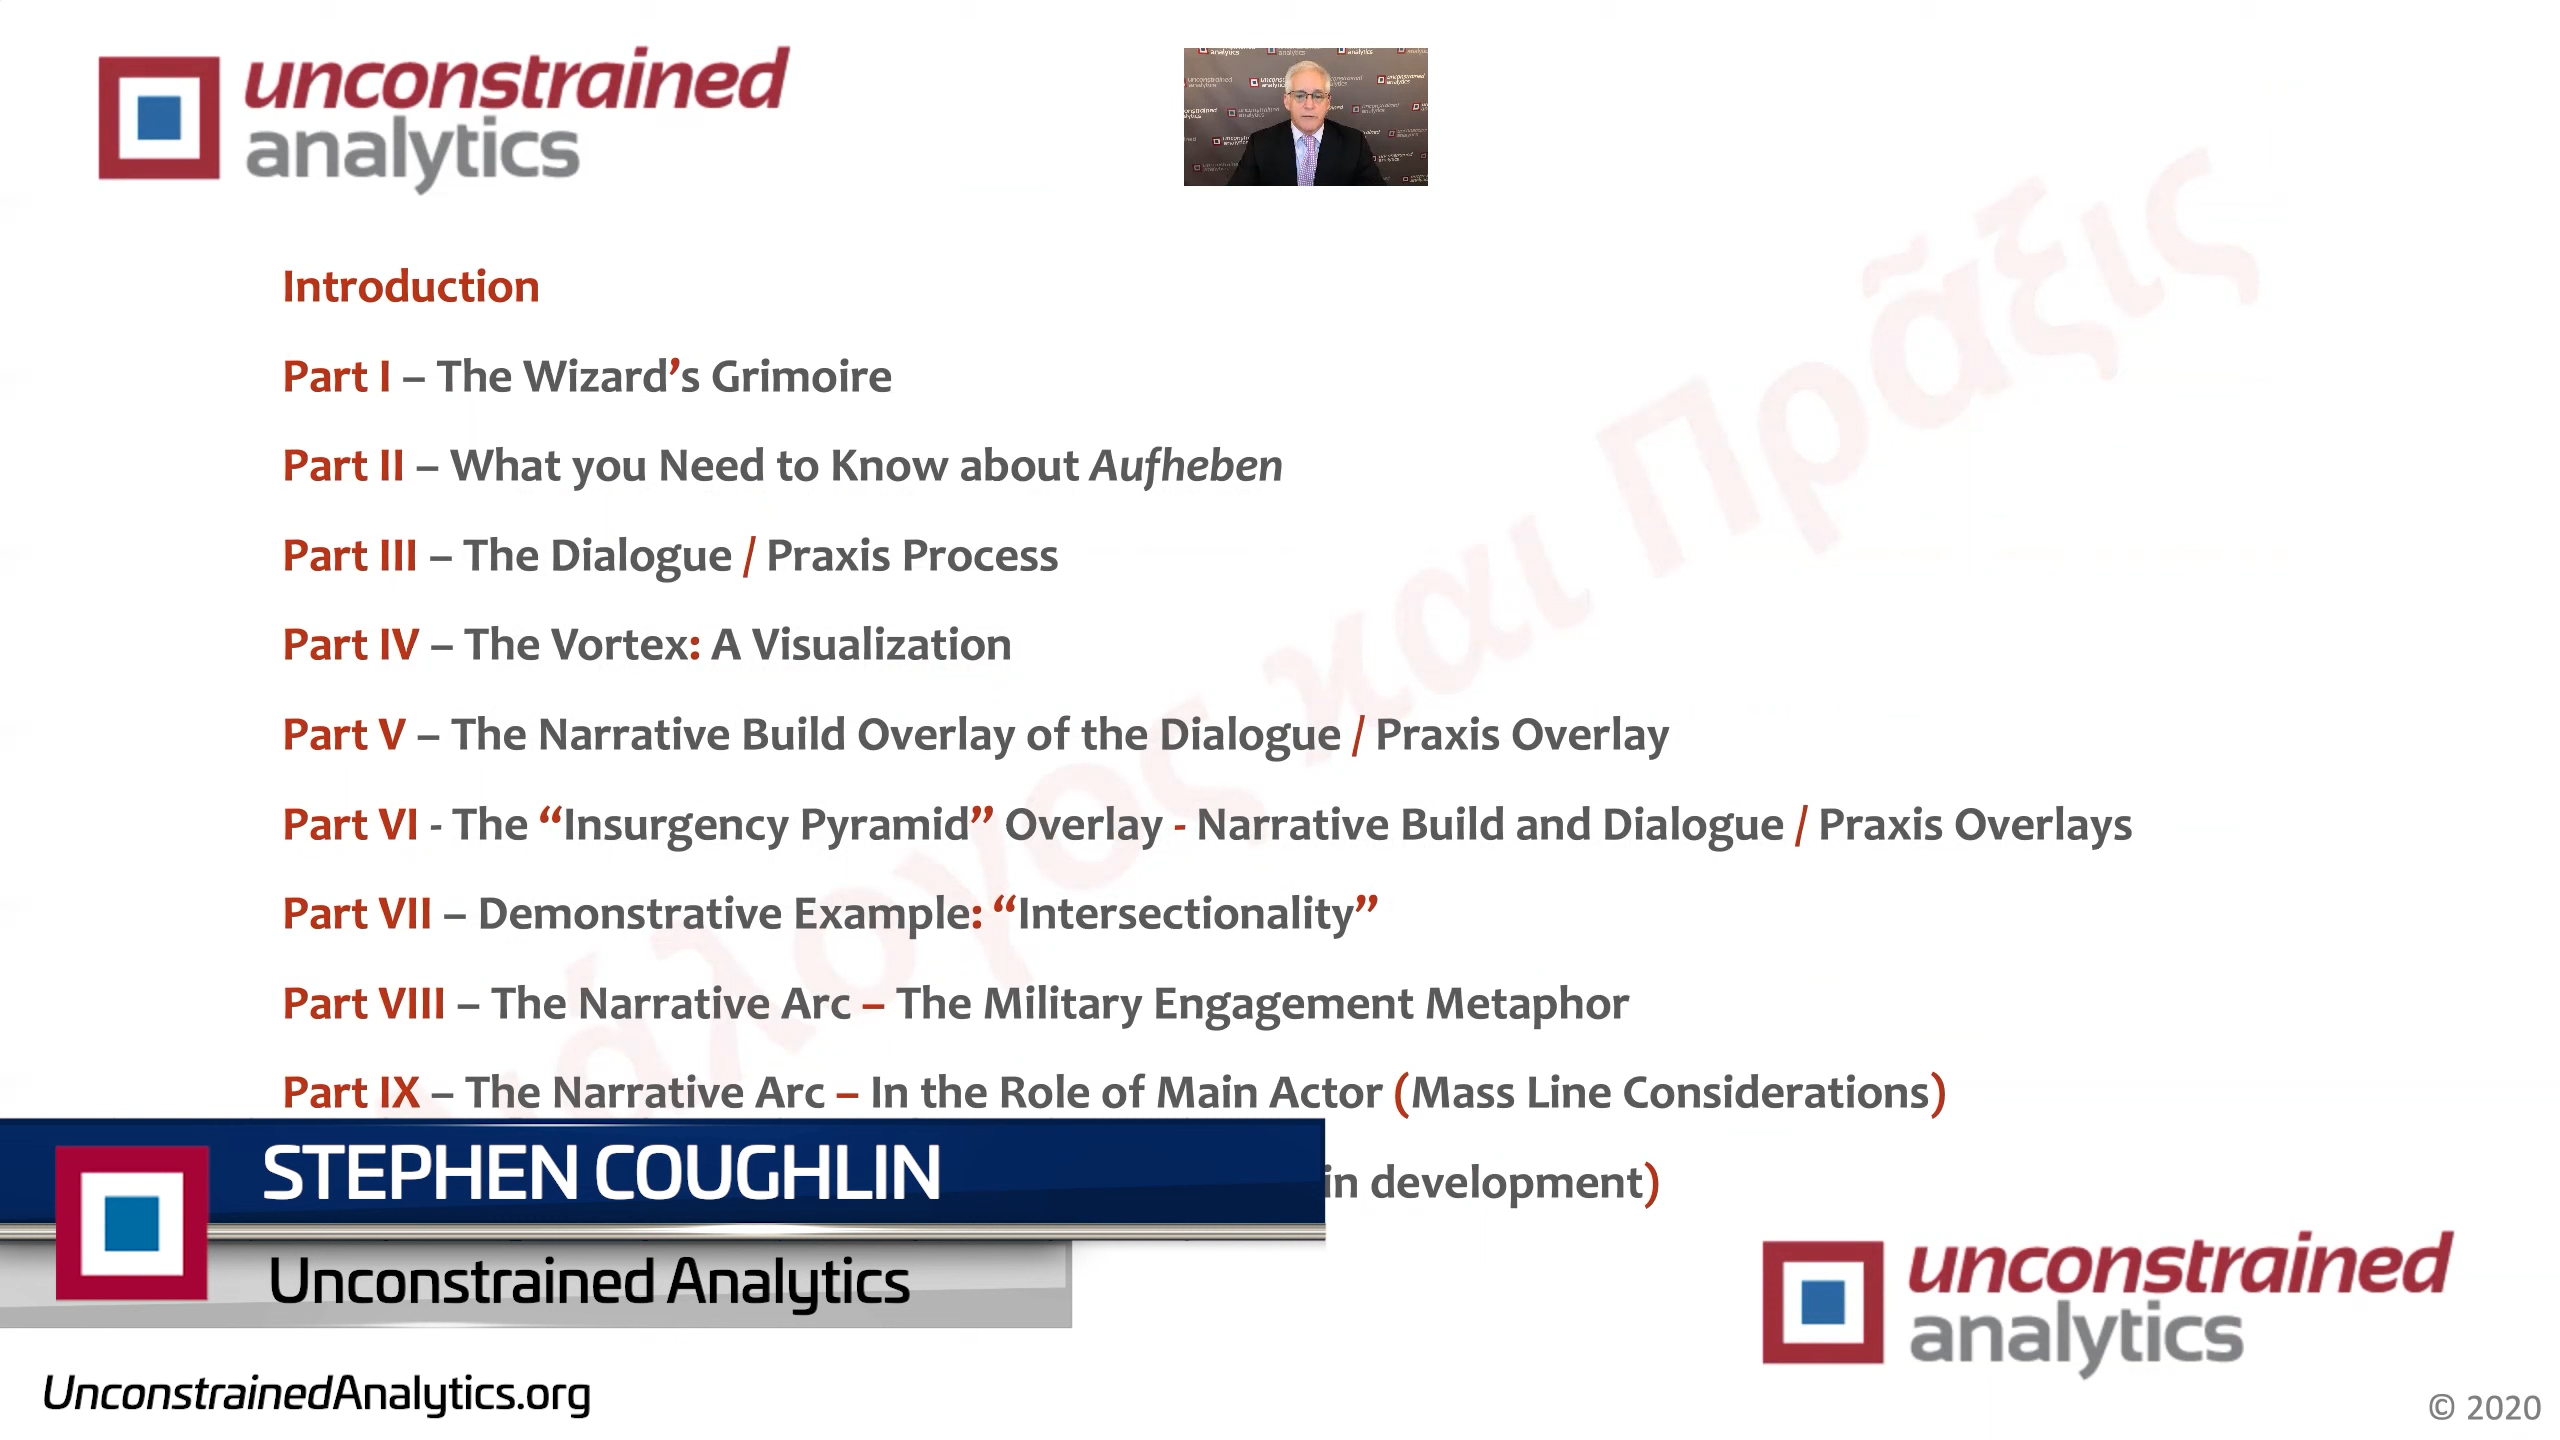 unconstrained
analytics
Introduction
Part I – The Wizard’s Grimoire
Part II – What you Need to Know about Aufheben
Part III – The Dialogue / Praxis Process
Part IV – The Vortex: A Visualization
Part V – The Narrative Build Overlay of the Dialogue / Praxis Overlay
Part VI - The “Insurgency Pyramid” Overlay - Narrative Build and Dialogue / Praxis Overlays
Part VII – Demonstrative Example: “Intersectionality”
Part VIII – The Narrative Arc – The Military Engagement Metaphor
Part IX – The Narrative Arc – In the Role of Main Actor (Mass Line Considerations)
in development)
άλογος και Πρᾶξις
STEPHEN COUGHLIN
Unconstrained Analytics
unconstrained
analytics
UnconstrainedAnalytics.org
© 2020